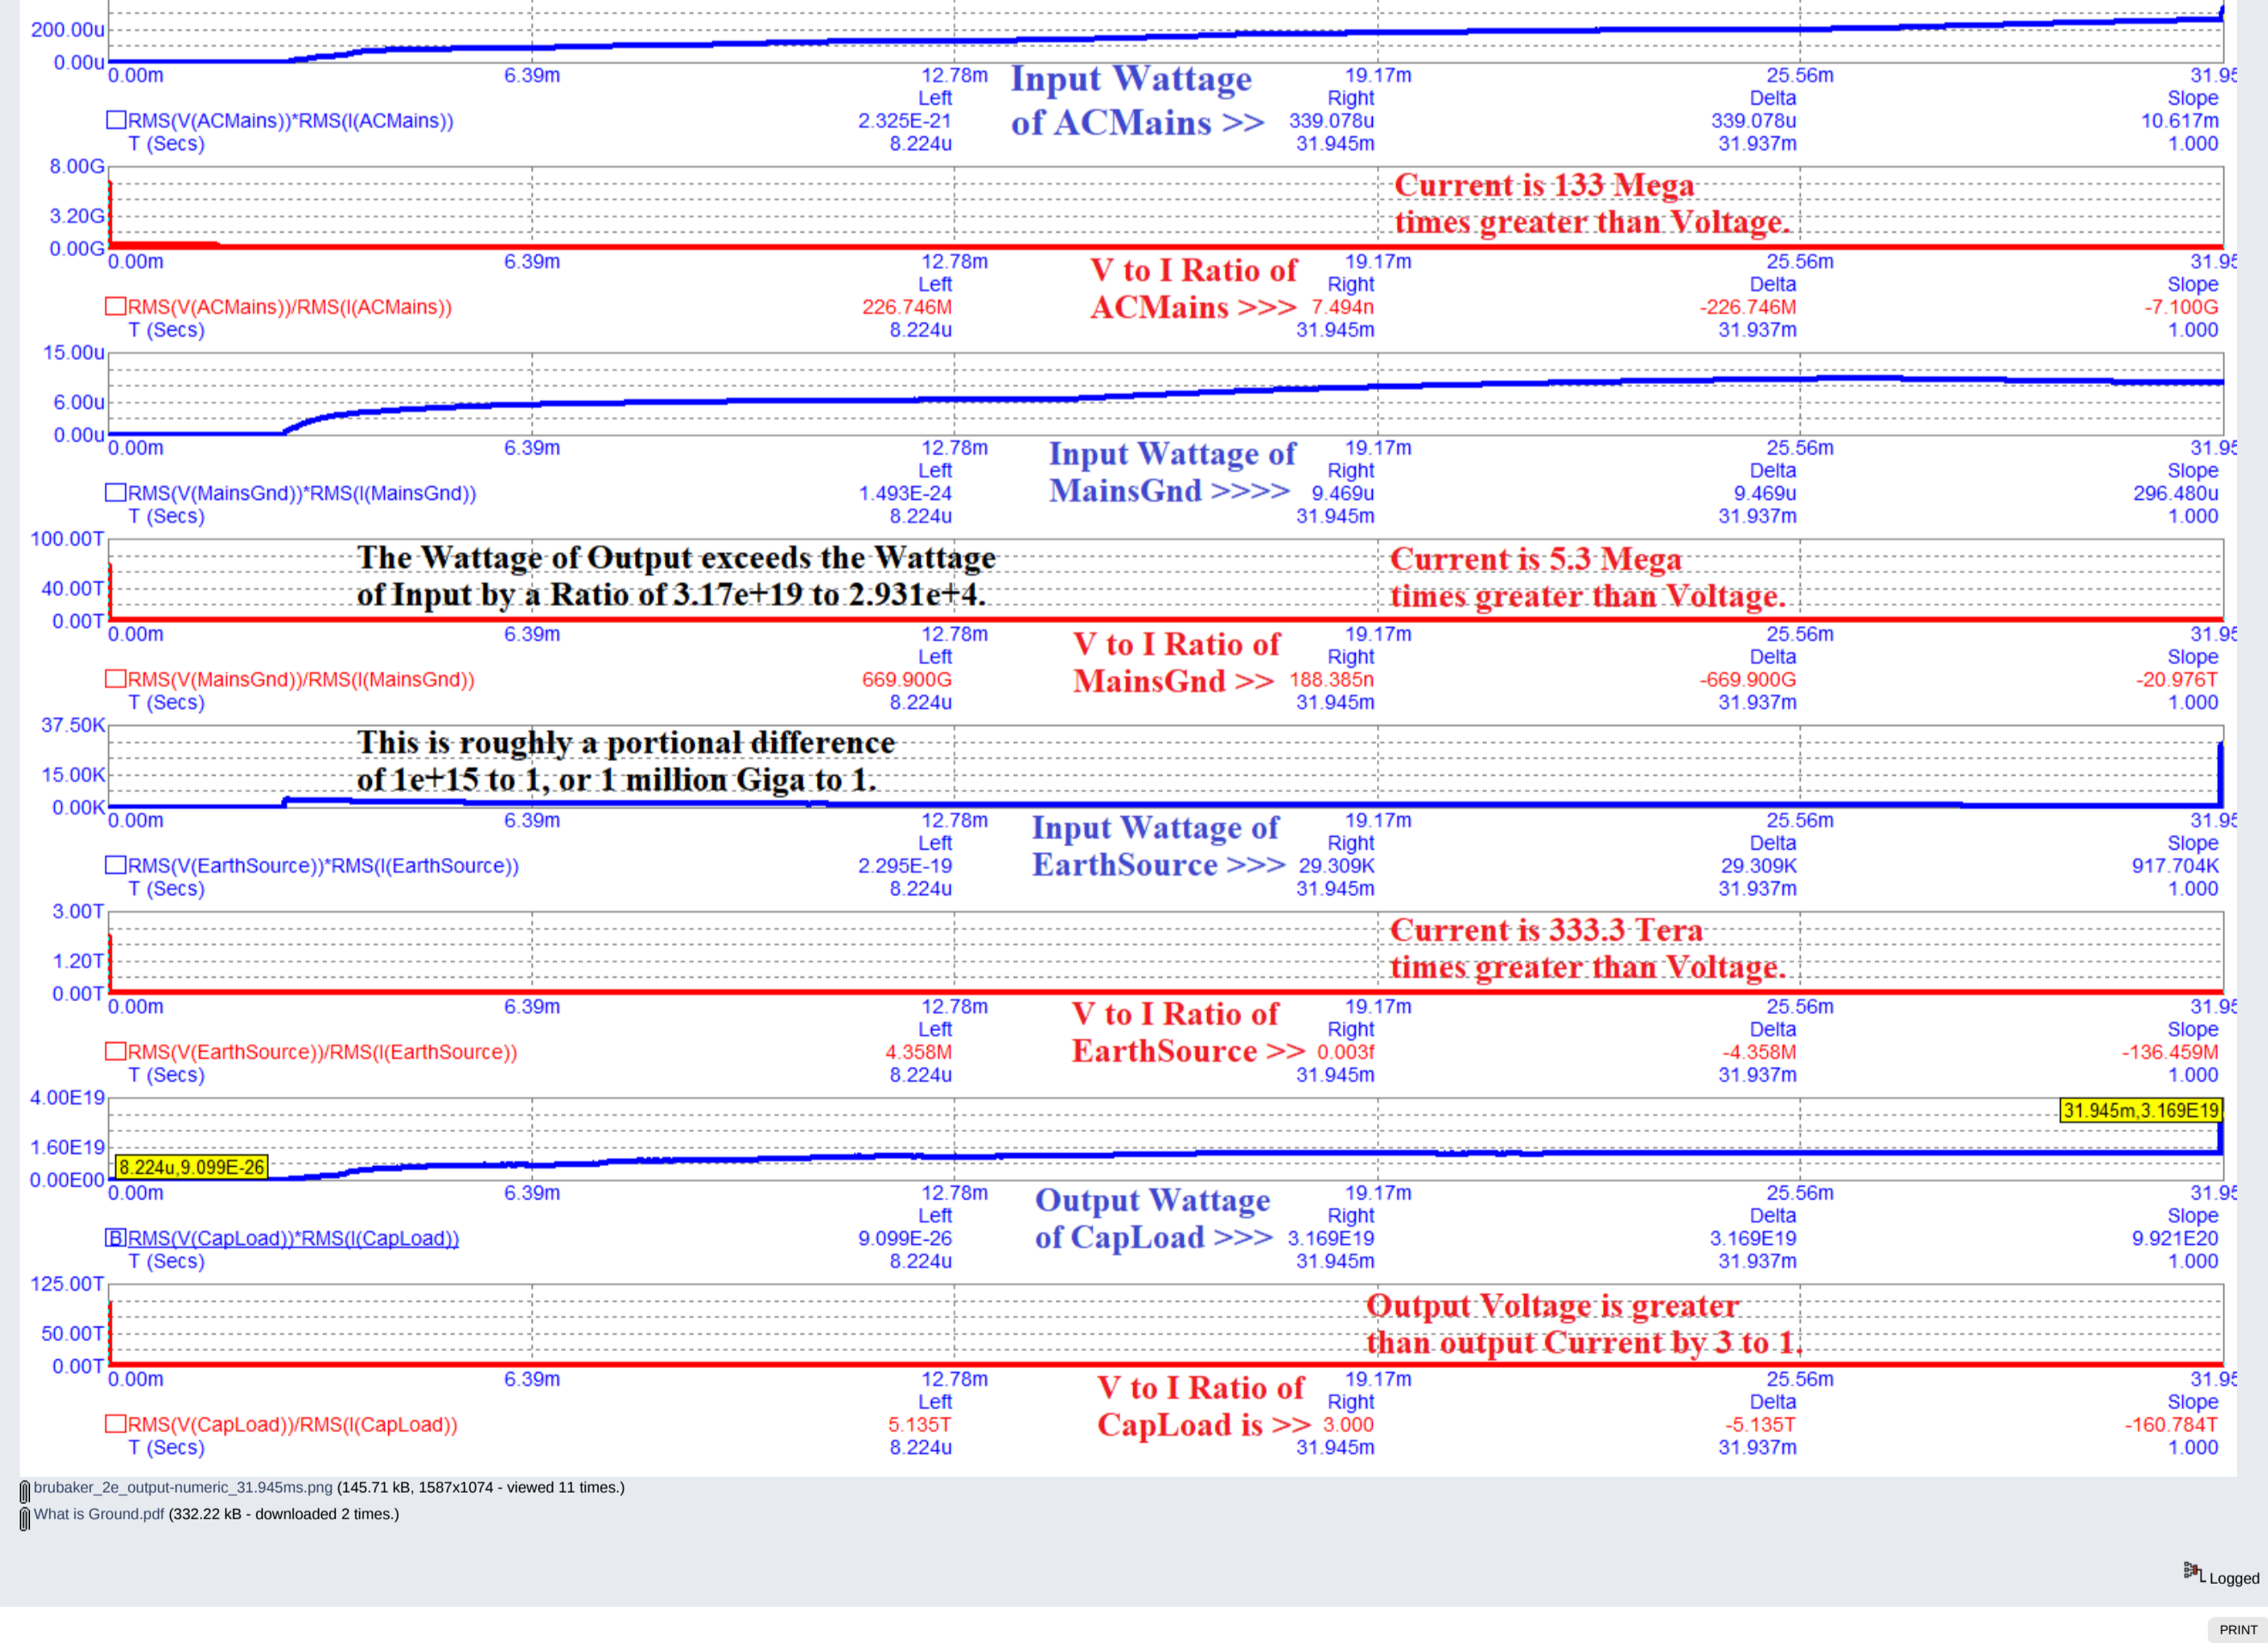 200.00u
0.00u
0.00m 6.39m 12.78m 19.17m 25.56m 31.95
Input Wattage
of ACMains >>
Left Right Delta Slope
RMS(V(ACMains))*RMS(I(ACMains)) 2.325E-21 339.078u 339.078u 10.617m
T (Secs) 8.224u 31.945m 31.937m 1.000
8.00G
3.20G
0.00G
Current is 133 Mega
times greater than Voltage.
0.00m 6.39m 12.78m 19.17m 25.56m 31.95
V to I Ratio of
ACMains >>>
Left Right Delta Slope
RMS(V(ACMains))/RMS(I(ACMains)) 226.746M 7.494n -226.746M -7.100G
T (Secs) 8.224u 31.945m 31.937m 1.000
15.00u
6.00u
0.00u
0.00m 6.39m 12.78m 19.17m 25.56m 31.95
Input Wattage of
MainsGnd >>>>
Left Right Delta Slope
RMS(V(MainsGnd))*RMS(I(MainsGnd)) 1.493E-24 9.469u 9.469u 296.480u
T (Secs) 8.224u 31.945m 31.937m 1.000
100.00T
40.00T
0.00T
The Wattage of Output exceeds the Wattage
of Input by a Ratio of 3.17e+19 to 2.931e+4.
Current is 5.3 Mega
times greater than Voltage.
0.00m 6.39m 12.78m 19.17m 25.56m 31.95
V to I Ratio of
MainsGnd >>
Left Right Delta Slope
RMS(V(MainsGnd))/RMS(I(MainsGnd)) 669.900G 188.385n -669.900G -20.976T
T (Secs) 8.224u 31.945m 31.937m 1.000
37.50K
15.00K
0.00K
This is roughly a portional difference
of 1e+15 to 1, or 1 million Giga to 1.
0.00m 6.39m 12.78m 19.17m 25.56m 31.95
Input Wattage of
EarthSource >>>
Left Right Delta Slope
RMS(V(EarthSource))*RMS(I(EarthSource)) 2.295E-19 29.309K 29.309K 917.704K
T (Secs) 8.224u 31.945m 31.937m 1.000
3.00T
1.20T
0.00T
Current is 333.3 Tera
times greater than Voltage.
0.00m 6.39m 12.78m 19.17m 25.56m 31.95
V to I Ratio of
EarthSource >>
Left Right Delta Slope
RMS(V(EarthSource))/RMS(I(EarthSource)) 4.358M 0.003f -4.358M -136.459M
T (Secs) 8.224u 31.945m 31.937m 1.000
4.00E19
1.60E19
0.00E00
31.945m,3.169E19
8.224u,9.099E-26
0.00m 6.39m 12.78m 19.17m 25.56m 31.95
Output Wattage
of CapLoad >>>
Left Right Delta Slope
B RMS(V(CapLoad))*RMS(I(CapLoad)) 9.099E-26 3.169E19 3.169E19 9.921E20
T (Secs) 8.224u 31.945m 31.937m 1.000
125.00T
50.00T
0.00T
Output Voltage is greater
than output Current by 3 to 1.
0.00m 6.39m 12.78m 19.17m 25.56m 31.95
V to I Ratio of
CapLoad is >>
Left Right Delta Slope
RMS(V(CapLoad))/RMS(I(CapLoad)) 5.135T 3.000 -5.135T -160.784T
T (Secs) 8.224u 31.945m 31.937m 1.000
brubaker_2e_output-numeric_31.945ms.png (145.71 kB, 1587x1074 - viewed 11 times.)
What is Ground.pdf (332.22 kB - downloaded 2 times.)
Logged
PRINT